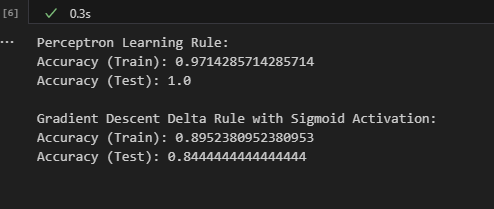 [6] 0.3s
...
Perceptron Learning Rule:
Accuracy (Train): 0.9714285714285714
Accuracy (Test): 1.0
Gradient Descent Delta Rule with Sigmoid Activation:
Accuracy (Train): 0.8952380952380953
Accuracy (Test): 0.8444444444444444